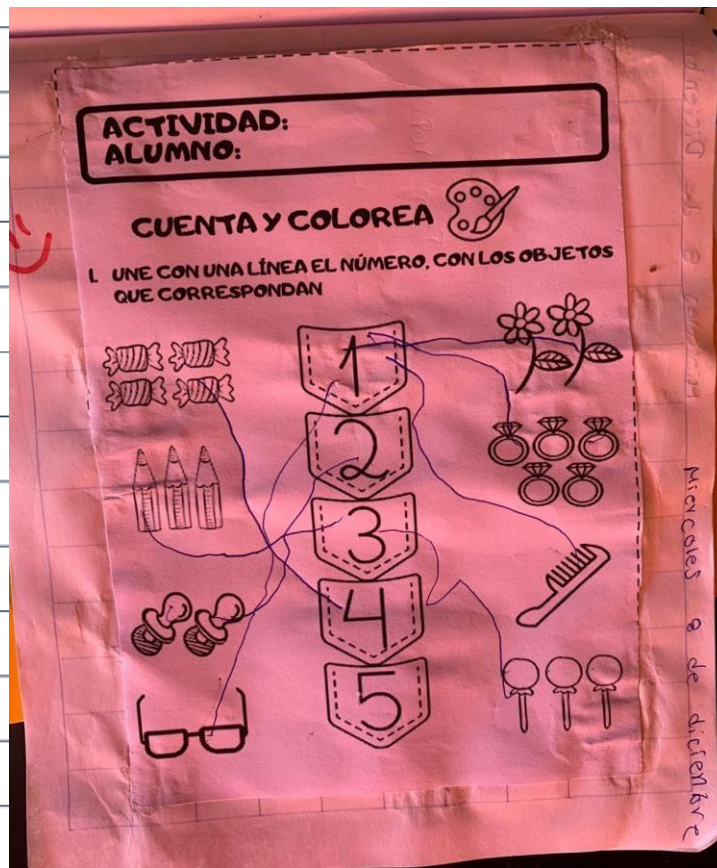 ACTIVIDAD:
ALUMNO:
CUENTA Y COLOREA
1. UNE CON UNA LÍNEA EL NÚMERO, CON LOS OBJETOS
QUE CORRESPONDAN
1
2
3
4
5
Miercoles 8 de diciembre